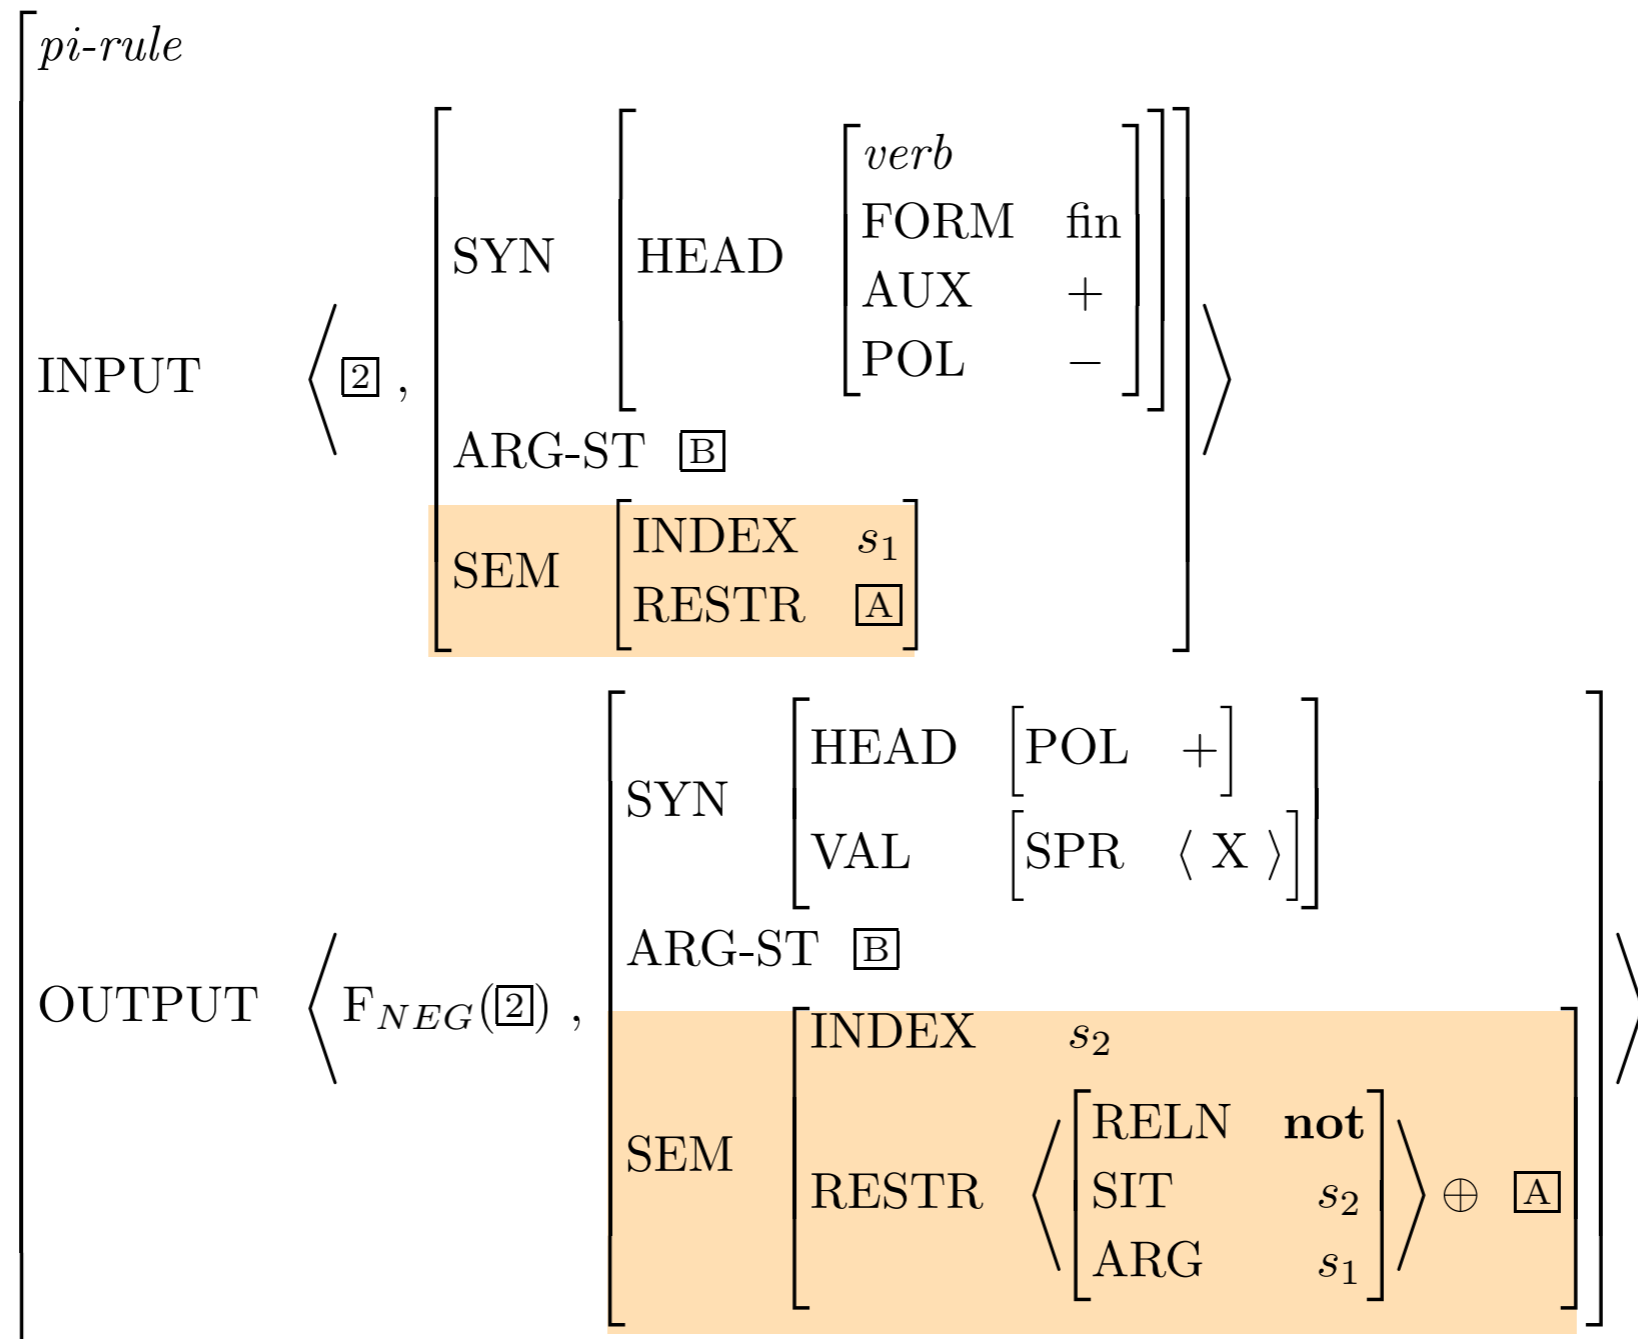 pi-rule
verb
FORM fin
SYN HEAD
AUX +
POL −
INPUT ⟨ 2 , ⟩
ARG-ST B
INDEX s1
SEM
RESTR A
HEAD [POL +]
SYN
VAL [SPR ⟨ X ⟩]
ARG-ST B
OUTPUT ⟨ FNEG(2) , ⟩
INDEX s2
RELN not
SEM
RESTR ⟨ SIT s2 ⟩ ⊕ A
ARG s1